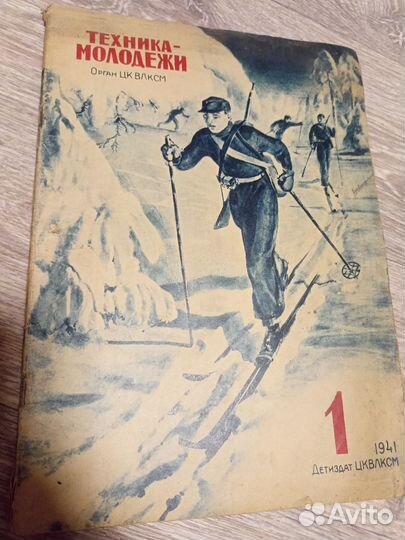 ТЕХНИКА-
МОЛОДЕЖИ
ОРГАН ЦК ВЛКСМ
1
1941
ДЕТИЗДАТ ЦКВЛКСМ
Avito